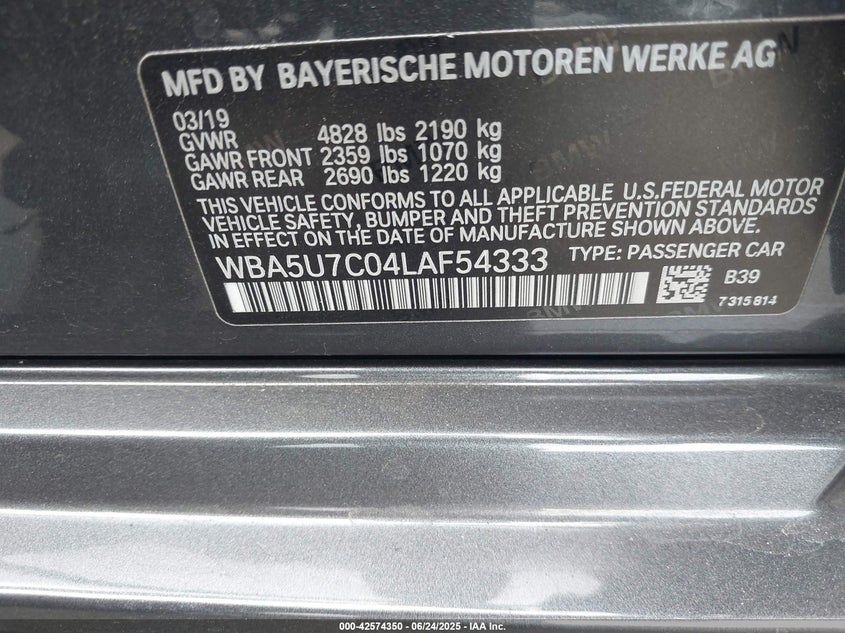 MFD BY BAYERISCHE MOTOREN WERKE AG
03/19
GVWR 4828 lbs 2190 kg
GAWR FRONT 2359 lbs 1070 kg
GAWR REAR 2690 lbs 1220 kg
THIS VEHICLE CONFORMS TO ALL APPLICABLE U.S.FEDERAL MOTOR
VEHICLE SAFETY, BUMPER AND THEFT PREVENTION STANDARDS
IN EFFECT ON THE DATE OF MANUFACTURE SHOWN ABOVE.
WBA5U7C04LAF54333 TYPE: PASSENGER CAR
B39
7315814
000-42574350 - 06/24/2025 - IAA Inc.